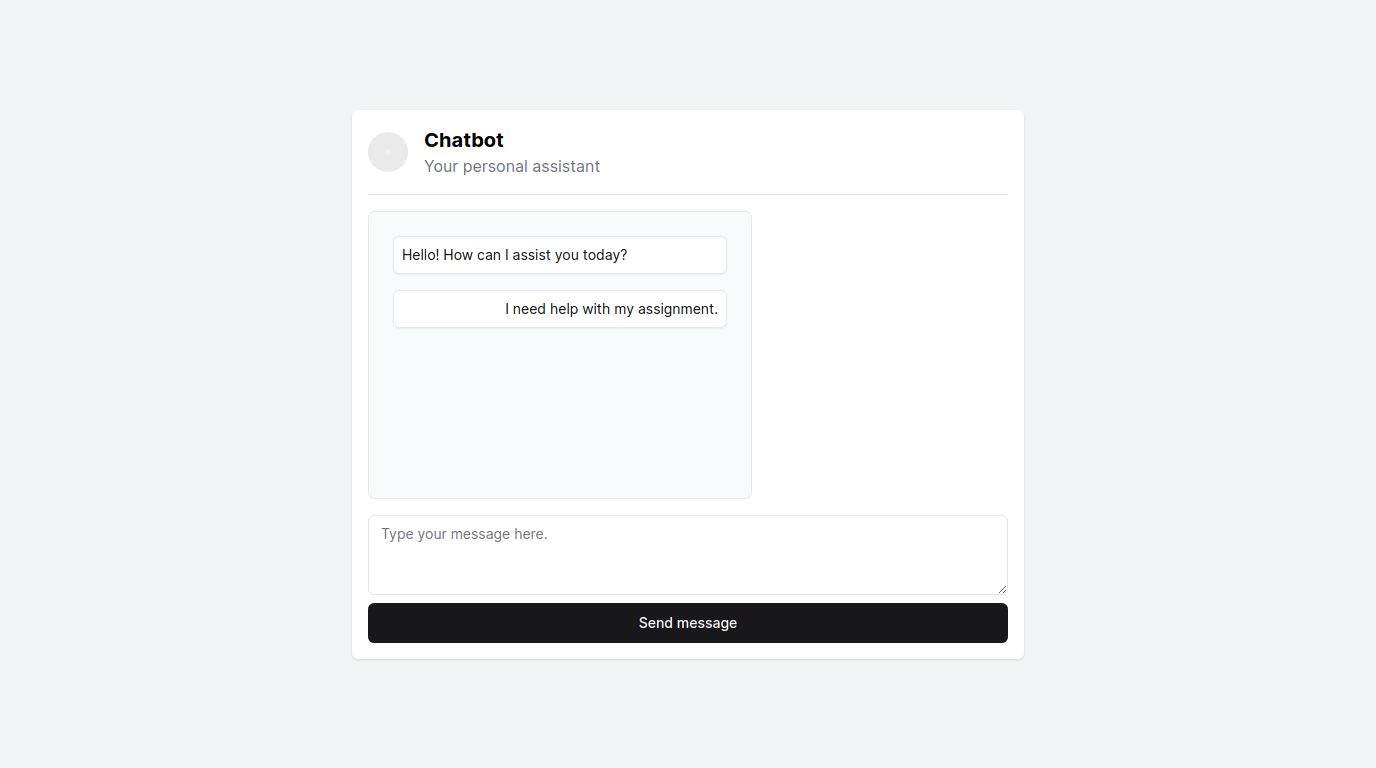 Chatbot
Your personal assistant
Hello! How can I assist you today?
I need help with my assignment.
Type your message here.
Send message